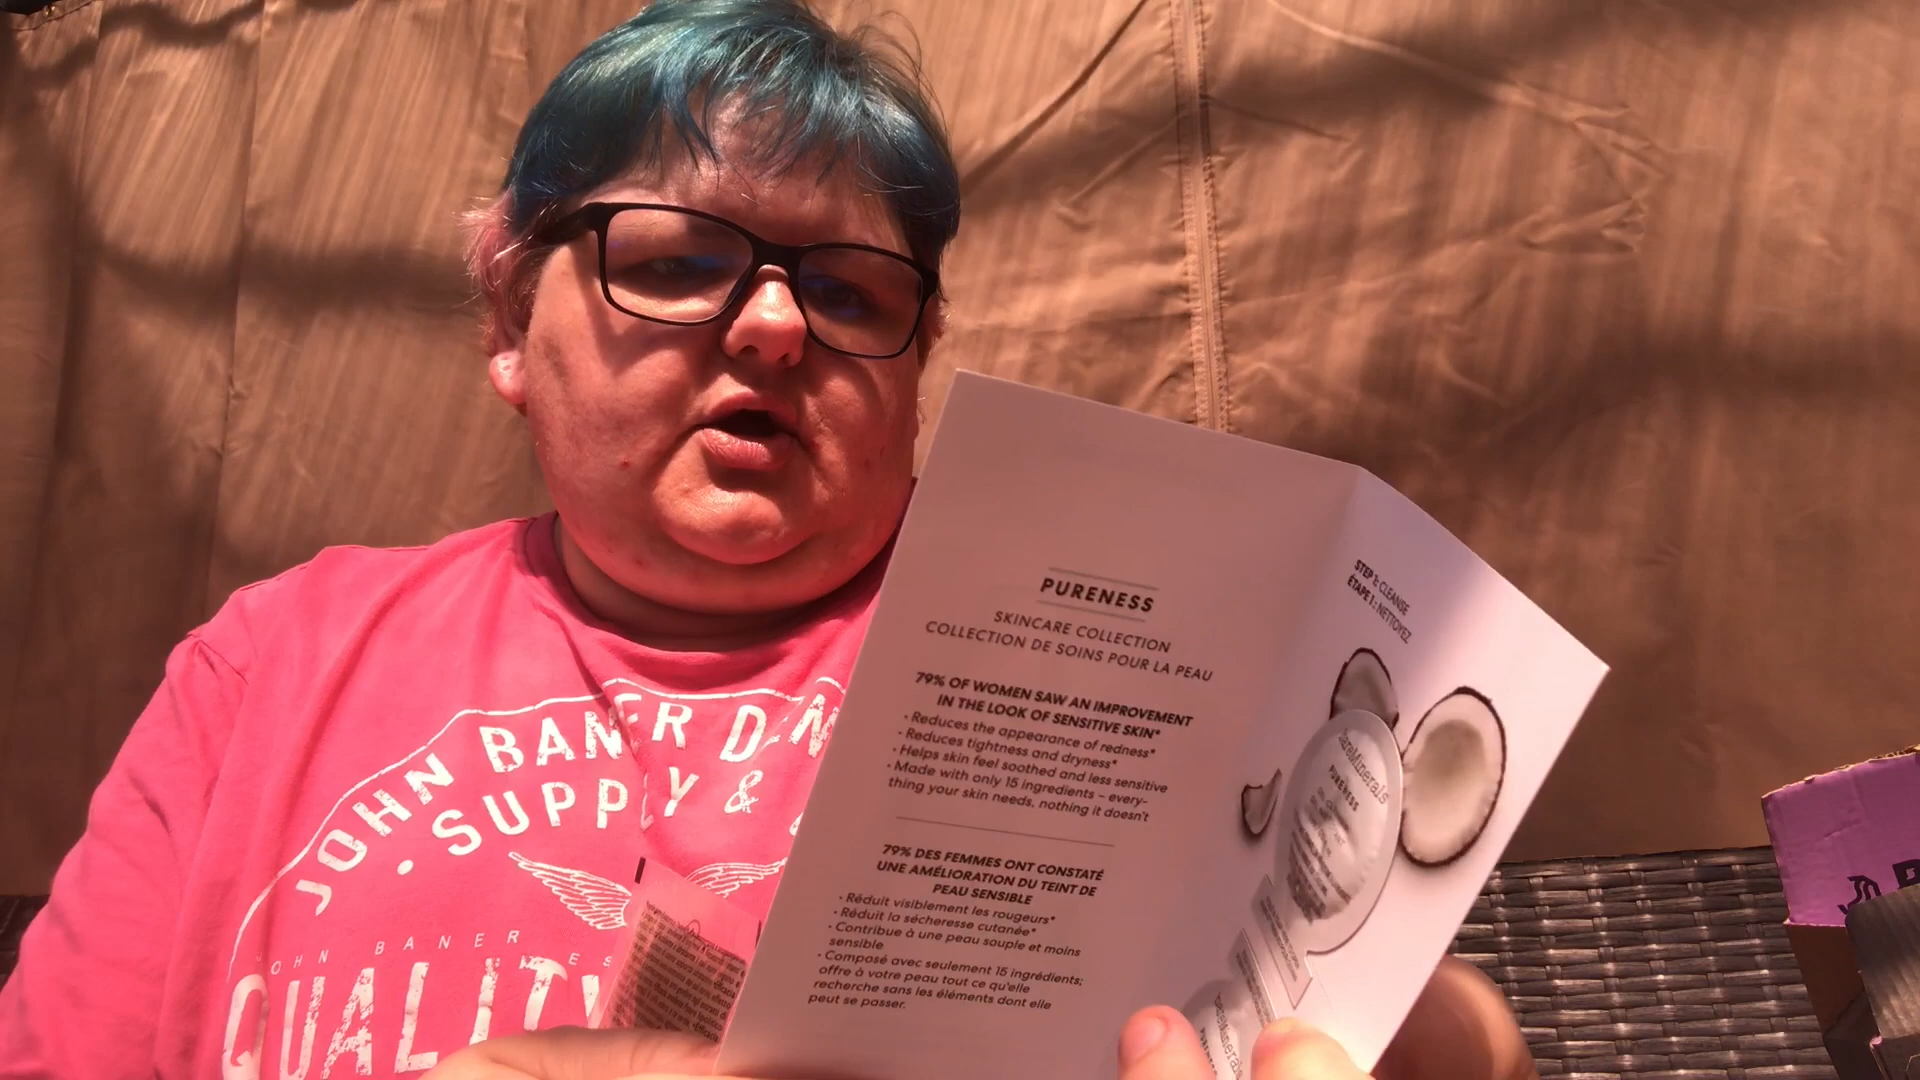 PURENESS
SKINCARE COLLECTION
COLLECTION DE SOINS POUR LA PEAU
79% OF WOMEN SAW AN IMPROVEMENT
IN THE LOOK OF SENSITIVE SKIN*
• Reduces the appearance of redness*
• Reduces tightness and dryness*
• Helps skin feel soothed and less sensitive
• Made with only 15 ingredients – every-
thing your skin needs, nothing it doesn't
79% DES FEMMES ONT CONSTATÉ
UNE AMÉLIORATION DU TEINT DE
PEAU SENSIBLE
• Réduit visiblement les rougeurs*
• Réduit la sécheresse cutanée*
• Contribue à une peau souple et moins
sensible
• Composé avec seulement 15 ingrédients;
offre à votre peau tout ce qu'elle
recherche sans les éléments dont elle
peut se passer.
STEP 1: CLEANSE
ÉTAPE 1 : NETTOYEZ
bareMinerals
PURENESS
bareMinerals
JOHN BANER
SUPPLY &
JOHN BANER
QUALITY